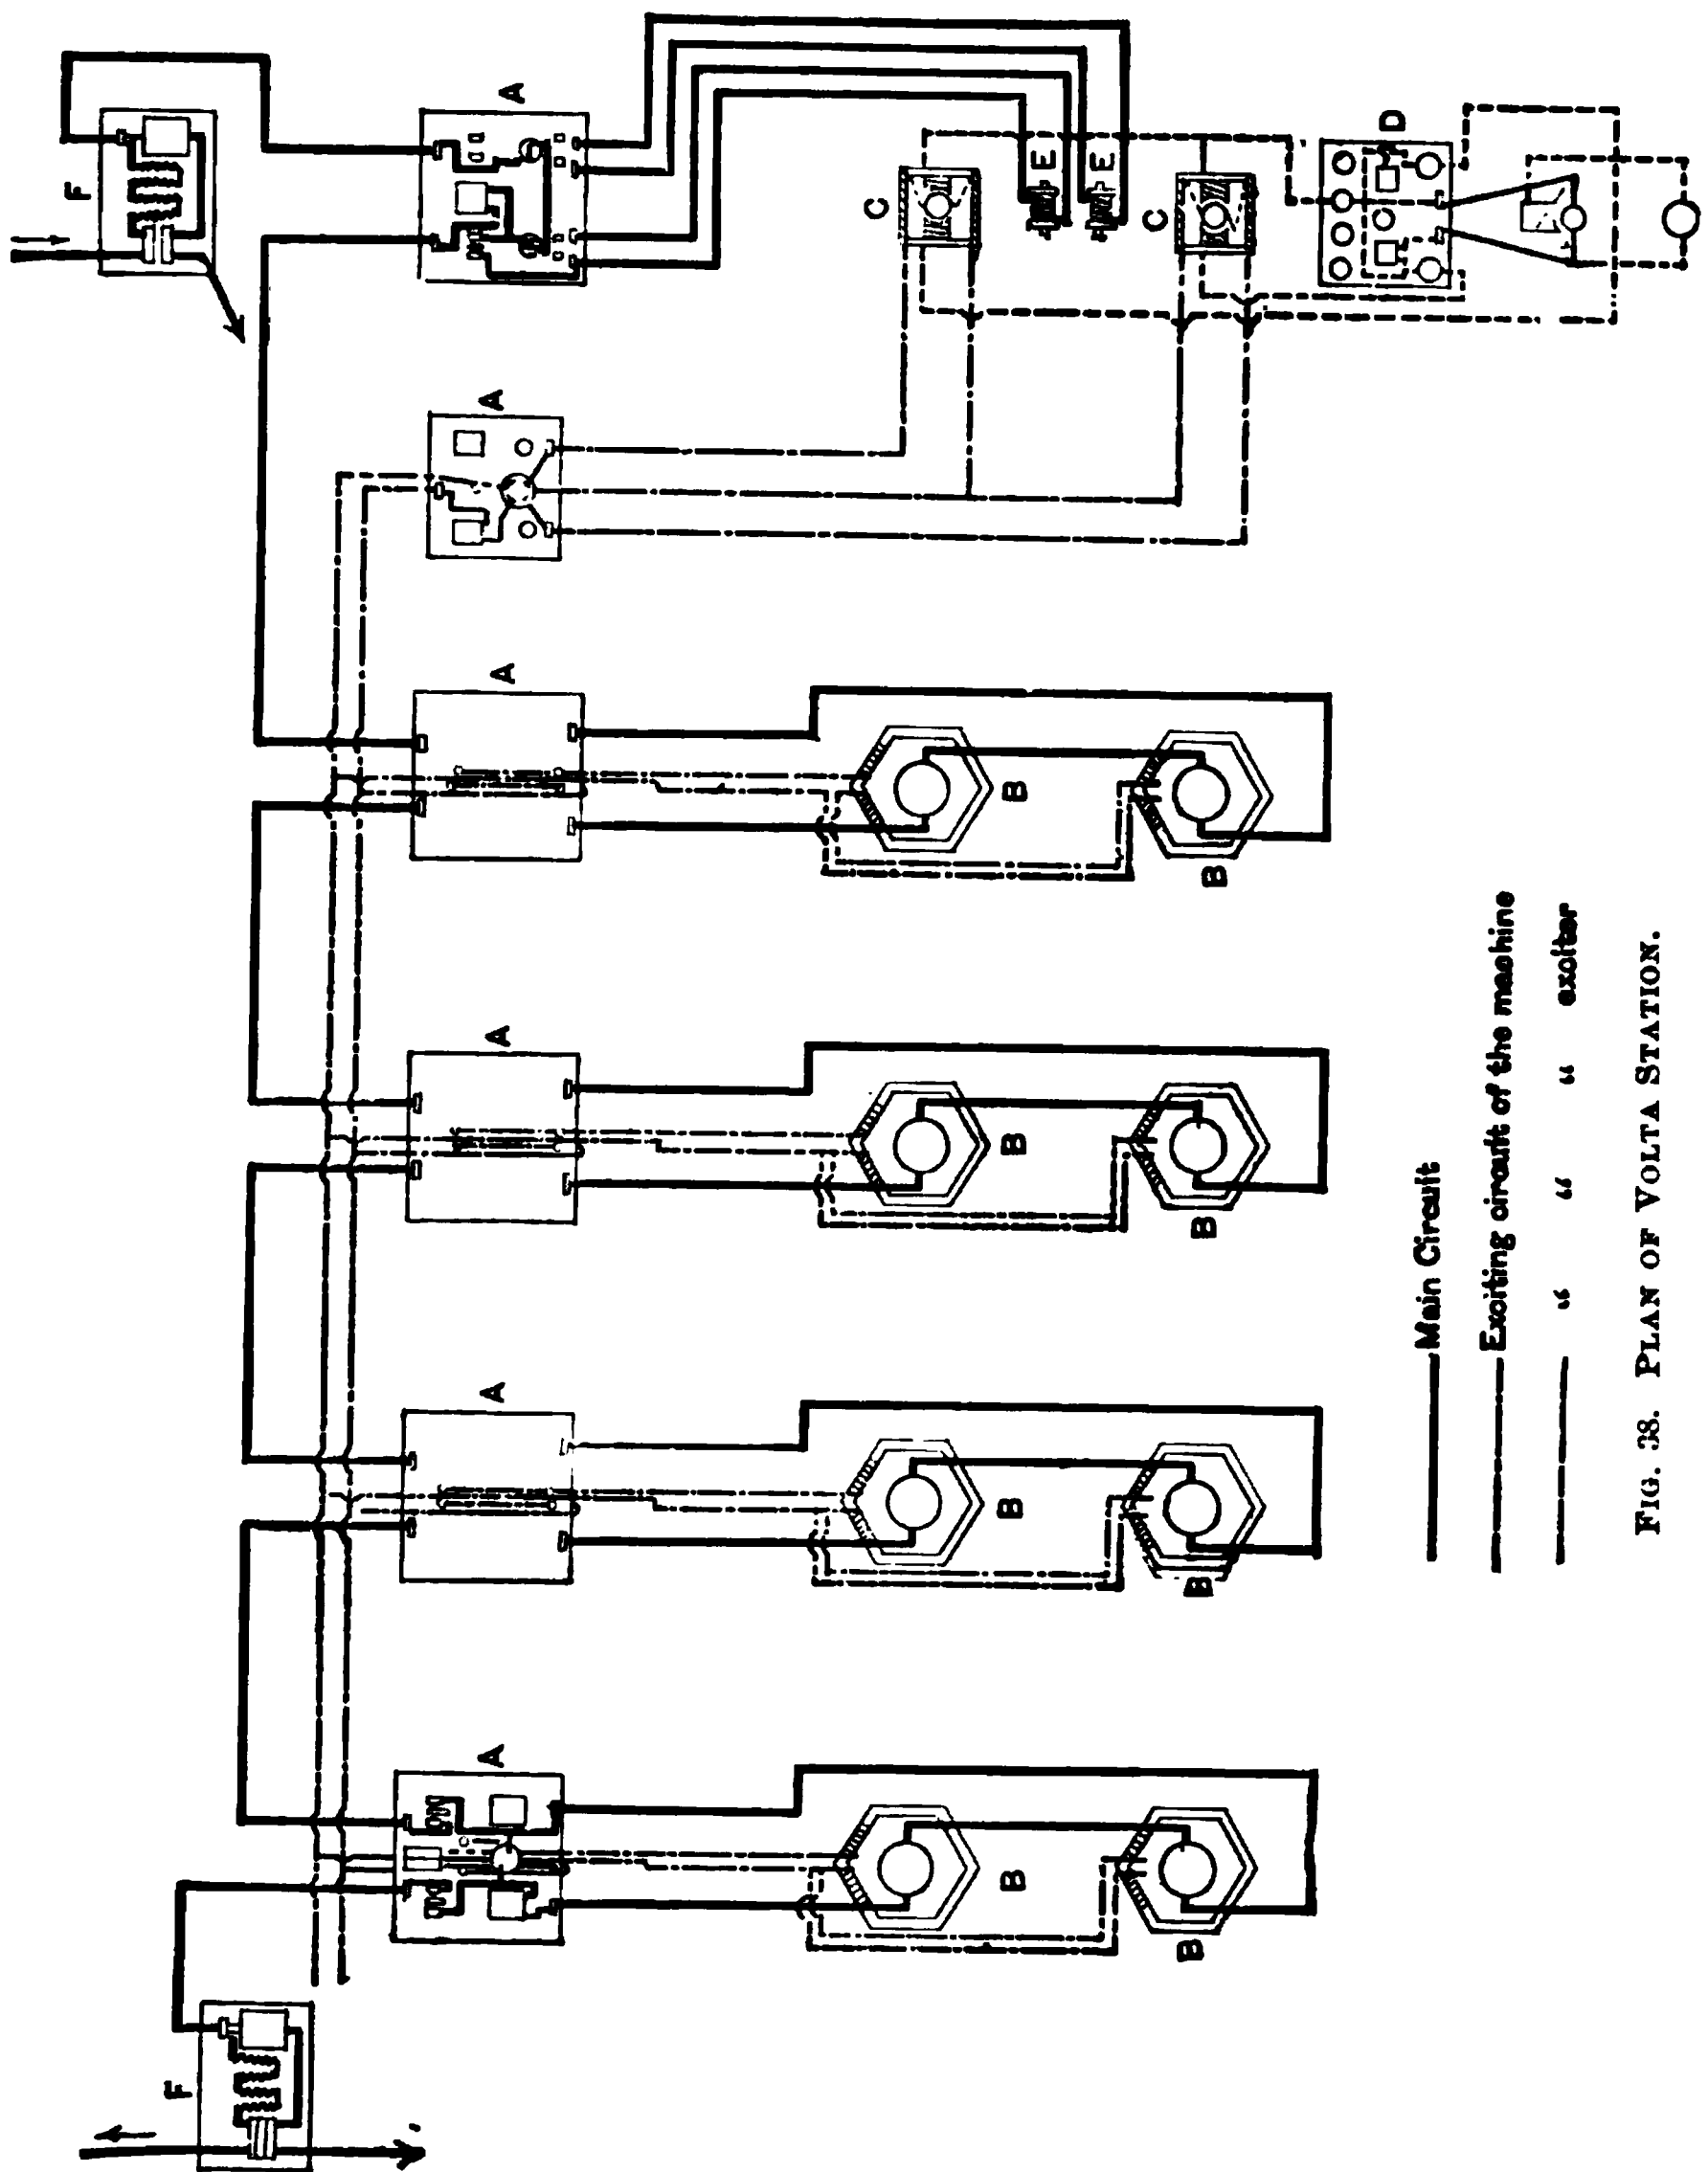 F
F
A A A A A A
C
B B B B
E
E
C
B B B B
D
Main Circuit
Exciting circuit of the machine
" " " exciter
FIG. 38. PLAN OF VOLTA STATION.